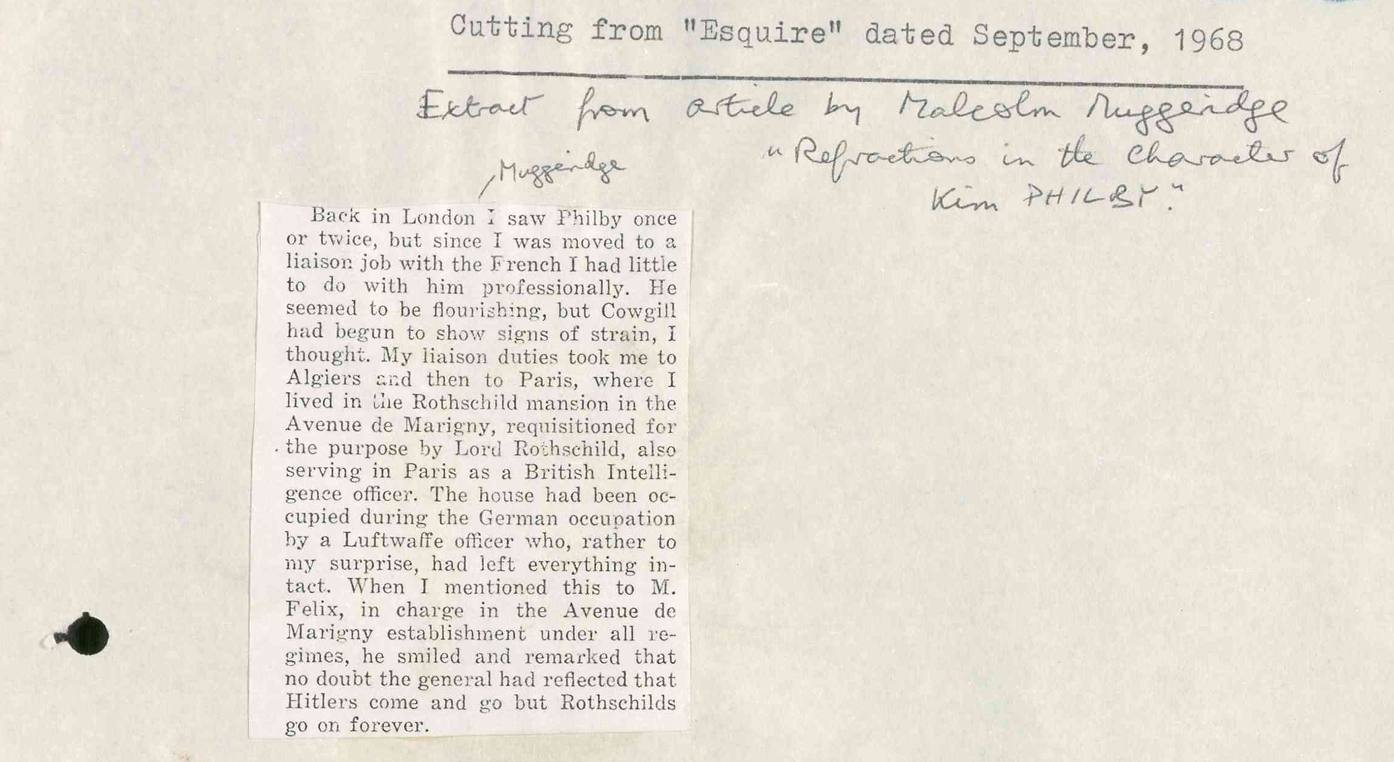 Cutting from "Esquire" dated September, 1968
Extract from article by Malcolm Muggeridge
"Refractions in the Character of
Kim PHILBY."
Muggeridge
Back in London I saw Philby once
or twice, but since I was moved to a
liaison job with the French I had little
to do with him professionally. He
seemed to be flourishing, but Cowgill
had begun to show signs of strain, I
thought. My liaison duties took me to
Algiers and then to Paris, where I
lived in the Rothschild mansion in the
Avenue de Marigny, requisitioned for
the purpose by Lord Rothschild, also
serving in Paris as a British Intelli-
gence officer. The house had been oc-
cupied during the German occupation
by a Luftwaffe officer who, rather to
my surprise, had left everything in-
tact. When I mentioned this to M.
Felix, in charge in the Avenue de
Marigny establishment under all re-
gimes, he smiled and remarked that
no doubt the general had reflected that
Hitlers come and go but Rothschilds
go on forever.